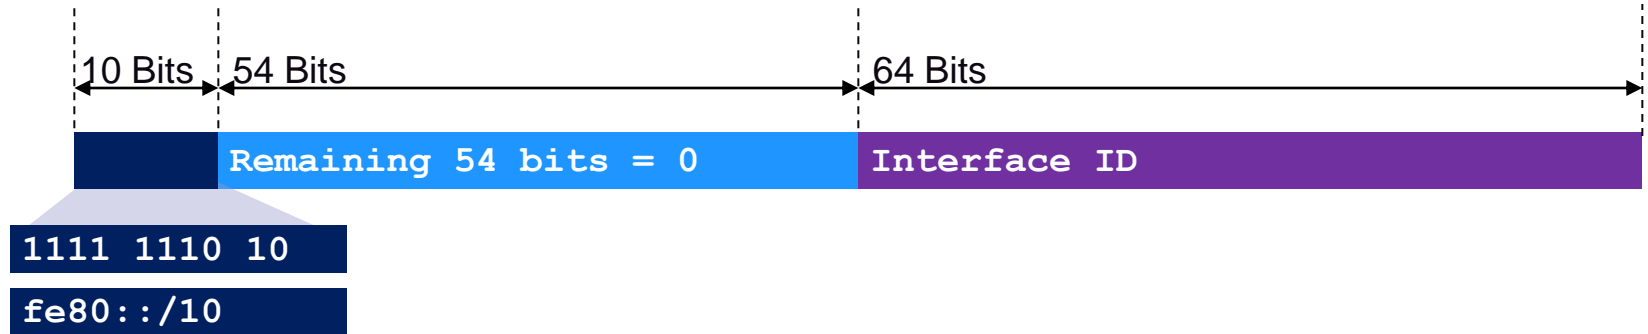 10 Bits 54 Bits 64 Bits
Remaining 54 bits = 0 Interface ID
1111 1110 10
fe80::/10